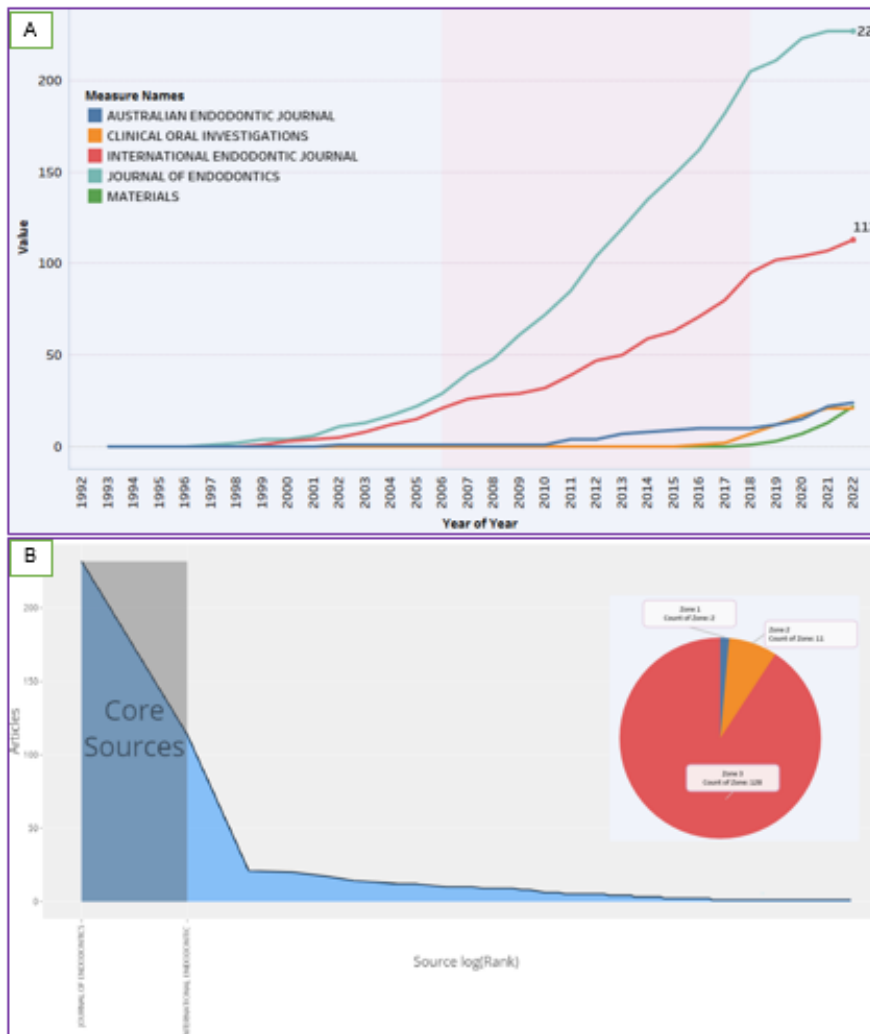 A
Measure Names
AUSTRALIAN ENDODONTIC JOURNAL
CLINICAL ORAL INVESTIGATIONS
INTERNATIONAL ENDODONTIC JOURNAL
JOURNAL OF ENDODONTICS
MATERIALS
Value
200
150
100
50
0
22
11
1992
1993
1994
1995
1996
1997
1998
1999
2000
2001
2002
2003
2004
2005
2006
2007
2008
2009
2010
2011
2012
2013
2014
2015
2016
2017
2018
2019
2020
2021
2022
Year of Year
B
Articles
200
150
100
50
0
Core
Sources
Zone 1
Count of Zone: 2
Zone 2
Count of Zone: 11
Zone 3
Count of Zone: 128
JOURNAL OF ENDODONTICS
ENDODONTIC
Source log(Rank)